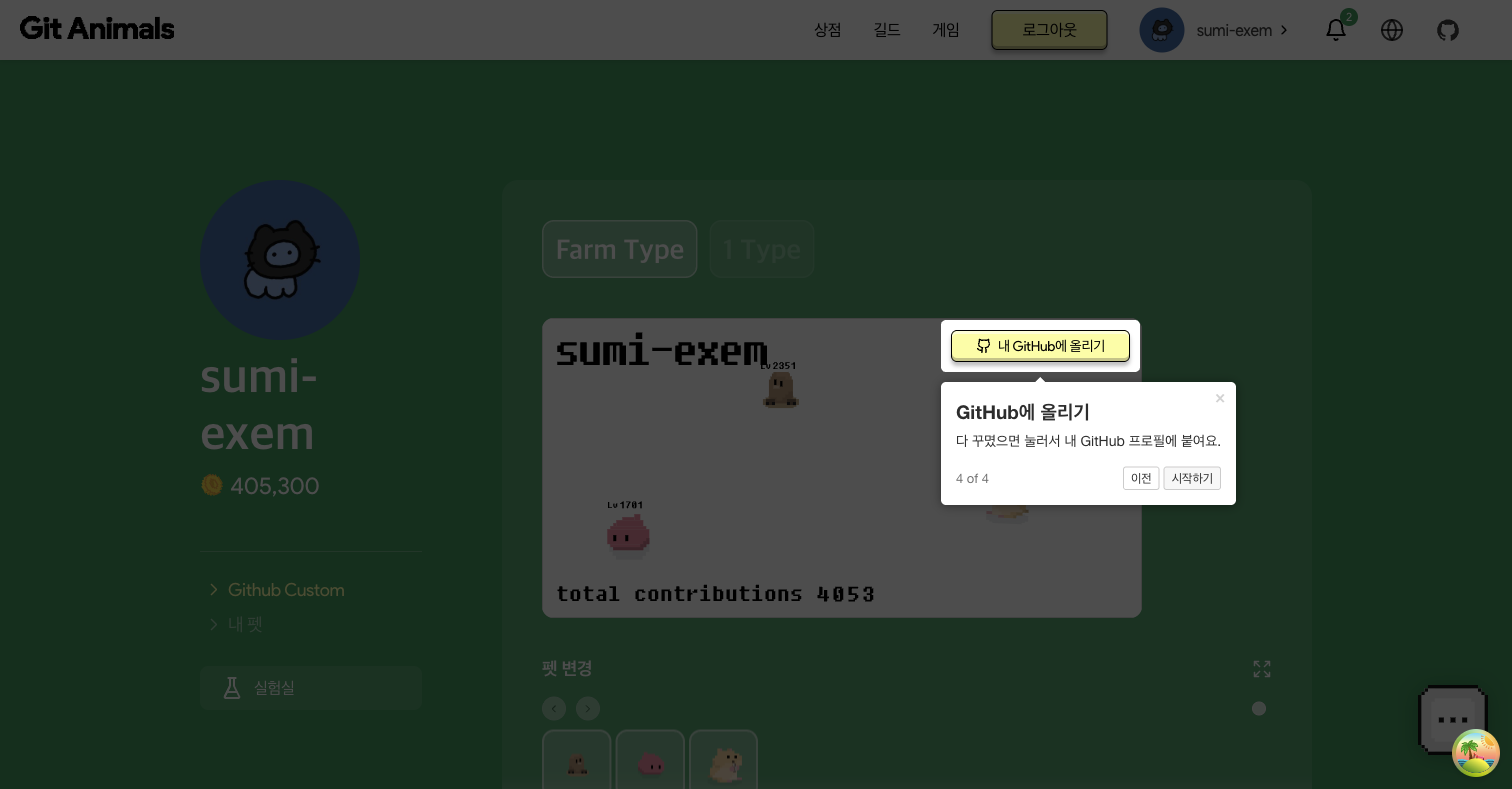 Git Animals
상점
길드
게임
로그아웃
sumi-exem
2
Farm Type
1 Type
sumi-exem
Lv 2351
내 GitHub에 올리기
GitHub에 올리기
×
다 꾸몄으면 눌러서 내 GitHub 프로필에 붙여요.
4 of 4
이전
시작하기
sumi-
exem
405,300
Lv 1701
total contributions 4053
Github Custom
내 펫
실험실
펫 변경